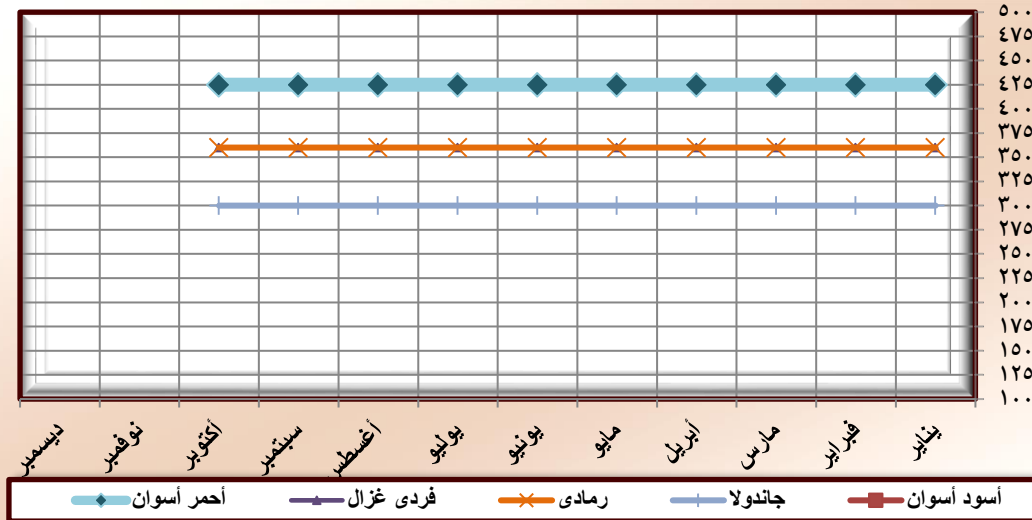 ٥٠٠
٤٧٥
٤٥٠
٤٢٥
٤٠٠
٣٧٥
٣٥٠
٣٢٥
٣٠٠
٢٧٥
٢٥٠
٢٢٥
٢٠٠
١٧٥
١٥٠
١٢٥
١٠٠
يناير
فبراير
مارس
أبريل
مايو
يونيو
يوليو
أغسطس
سبتمبر
أكتوبر
نوفمبر
ديسمبر
أسود أسوان جاندولا رمادى فردى غزال أحمر أسوان